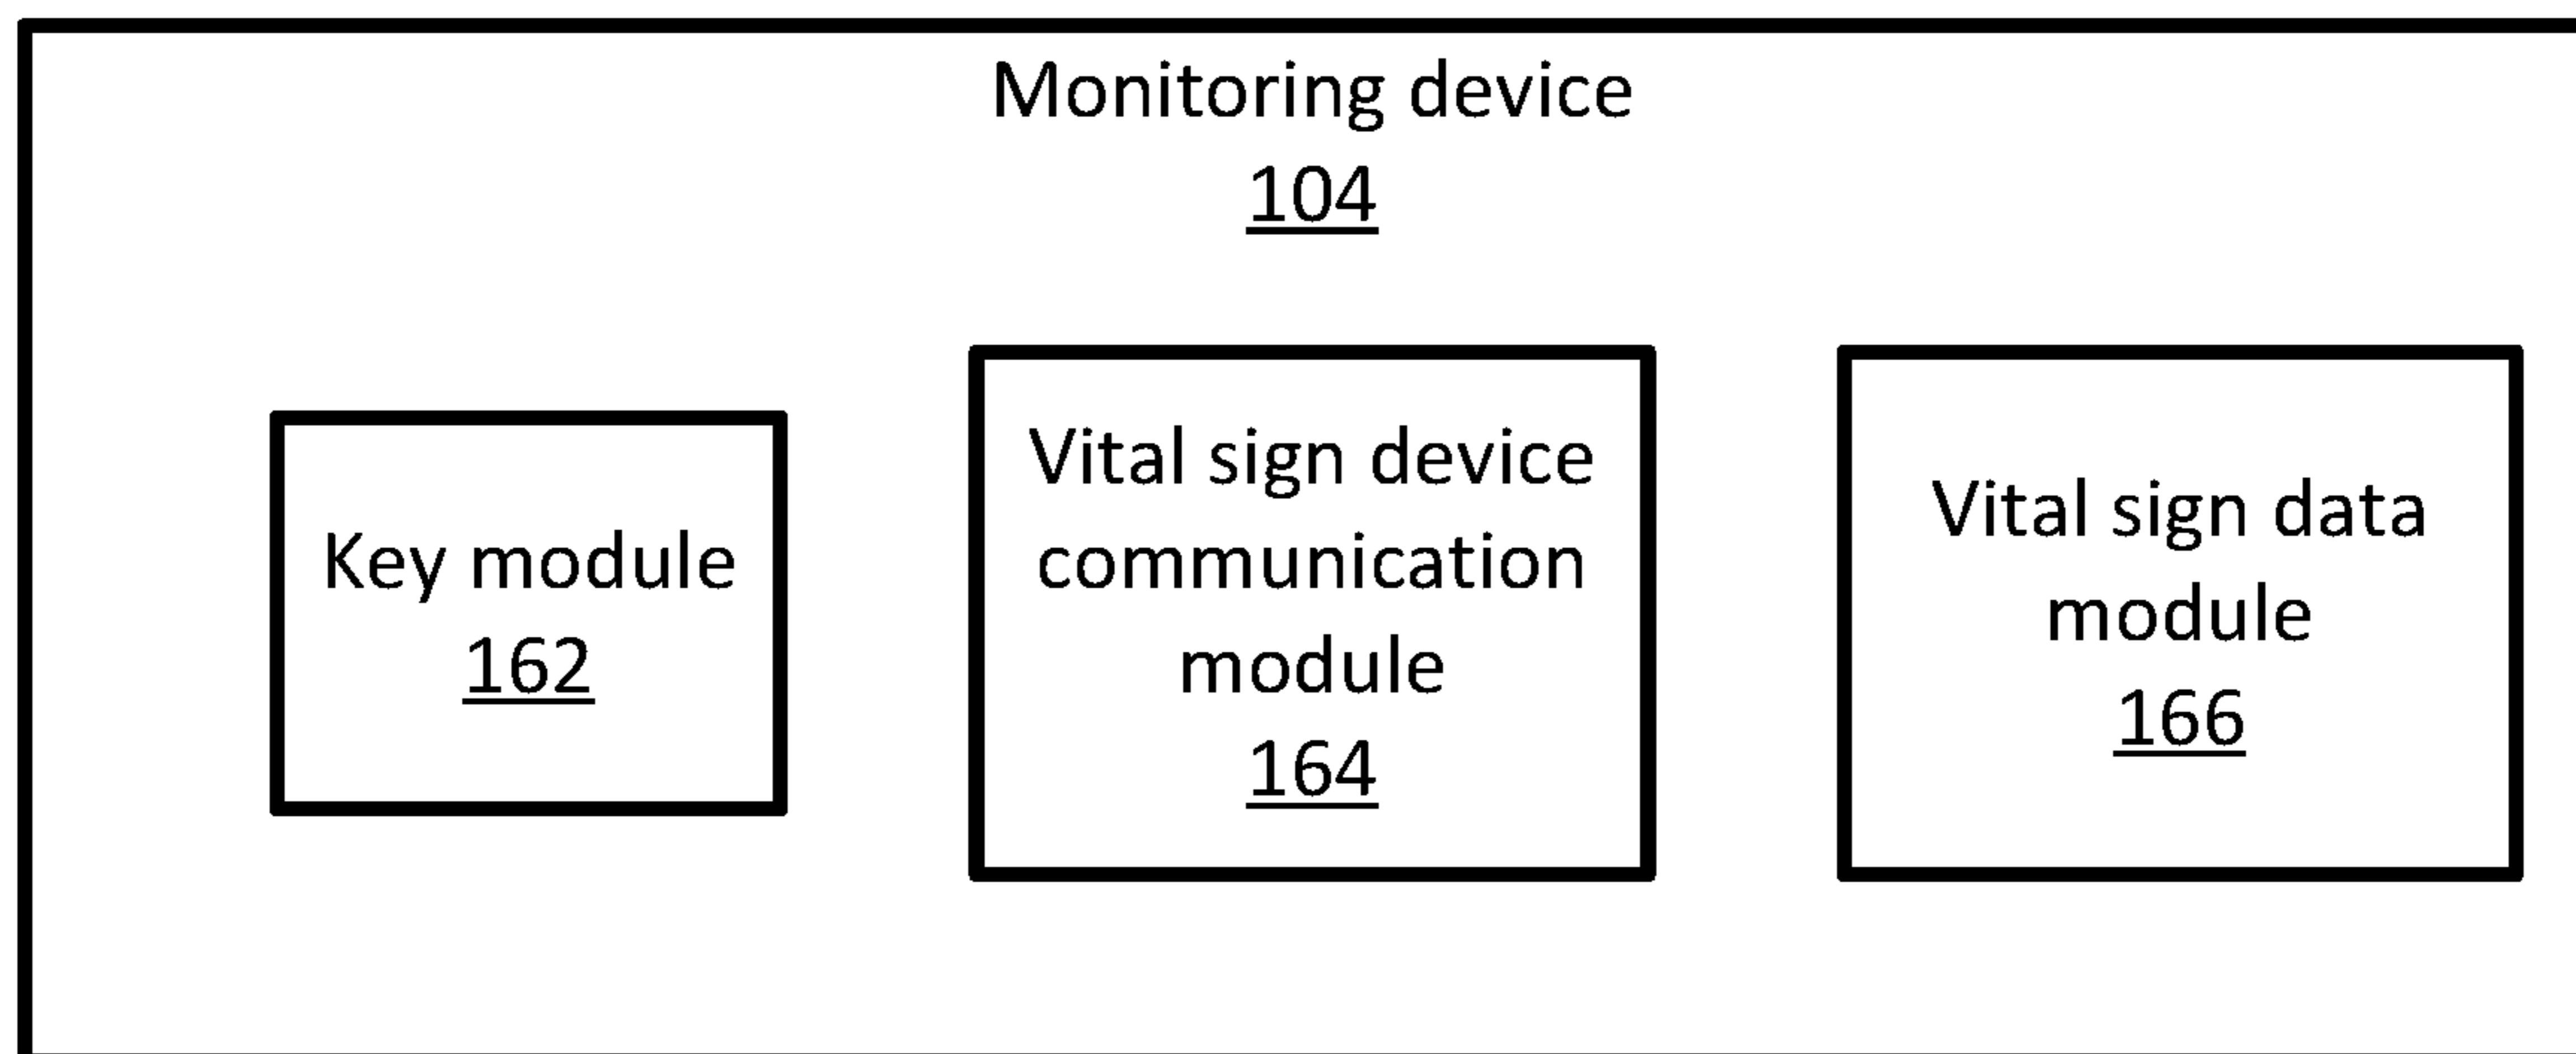 Monitoring device
104
Key module
162
Vital sign device
communication
module
164
Vital sign data
module
166